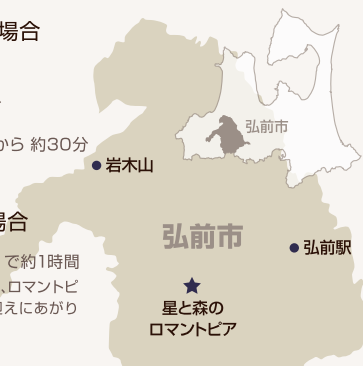 場合
から 約30分
弘前市
岩木山
場合
弘前市
弘前駅
で約1時間
、ロマントピ
迎えにあがり
星と森の
ロマントピア